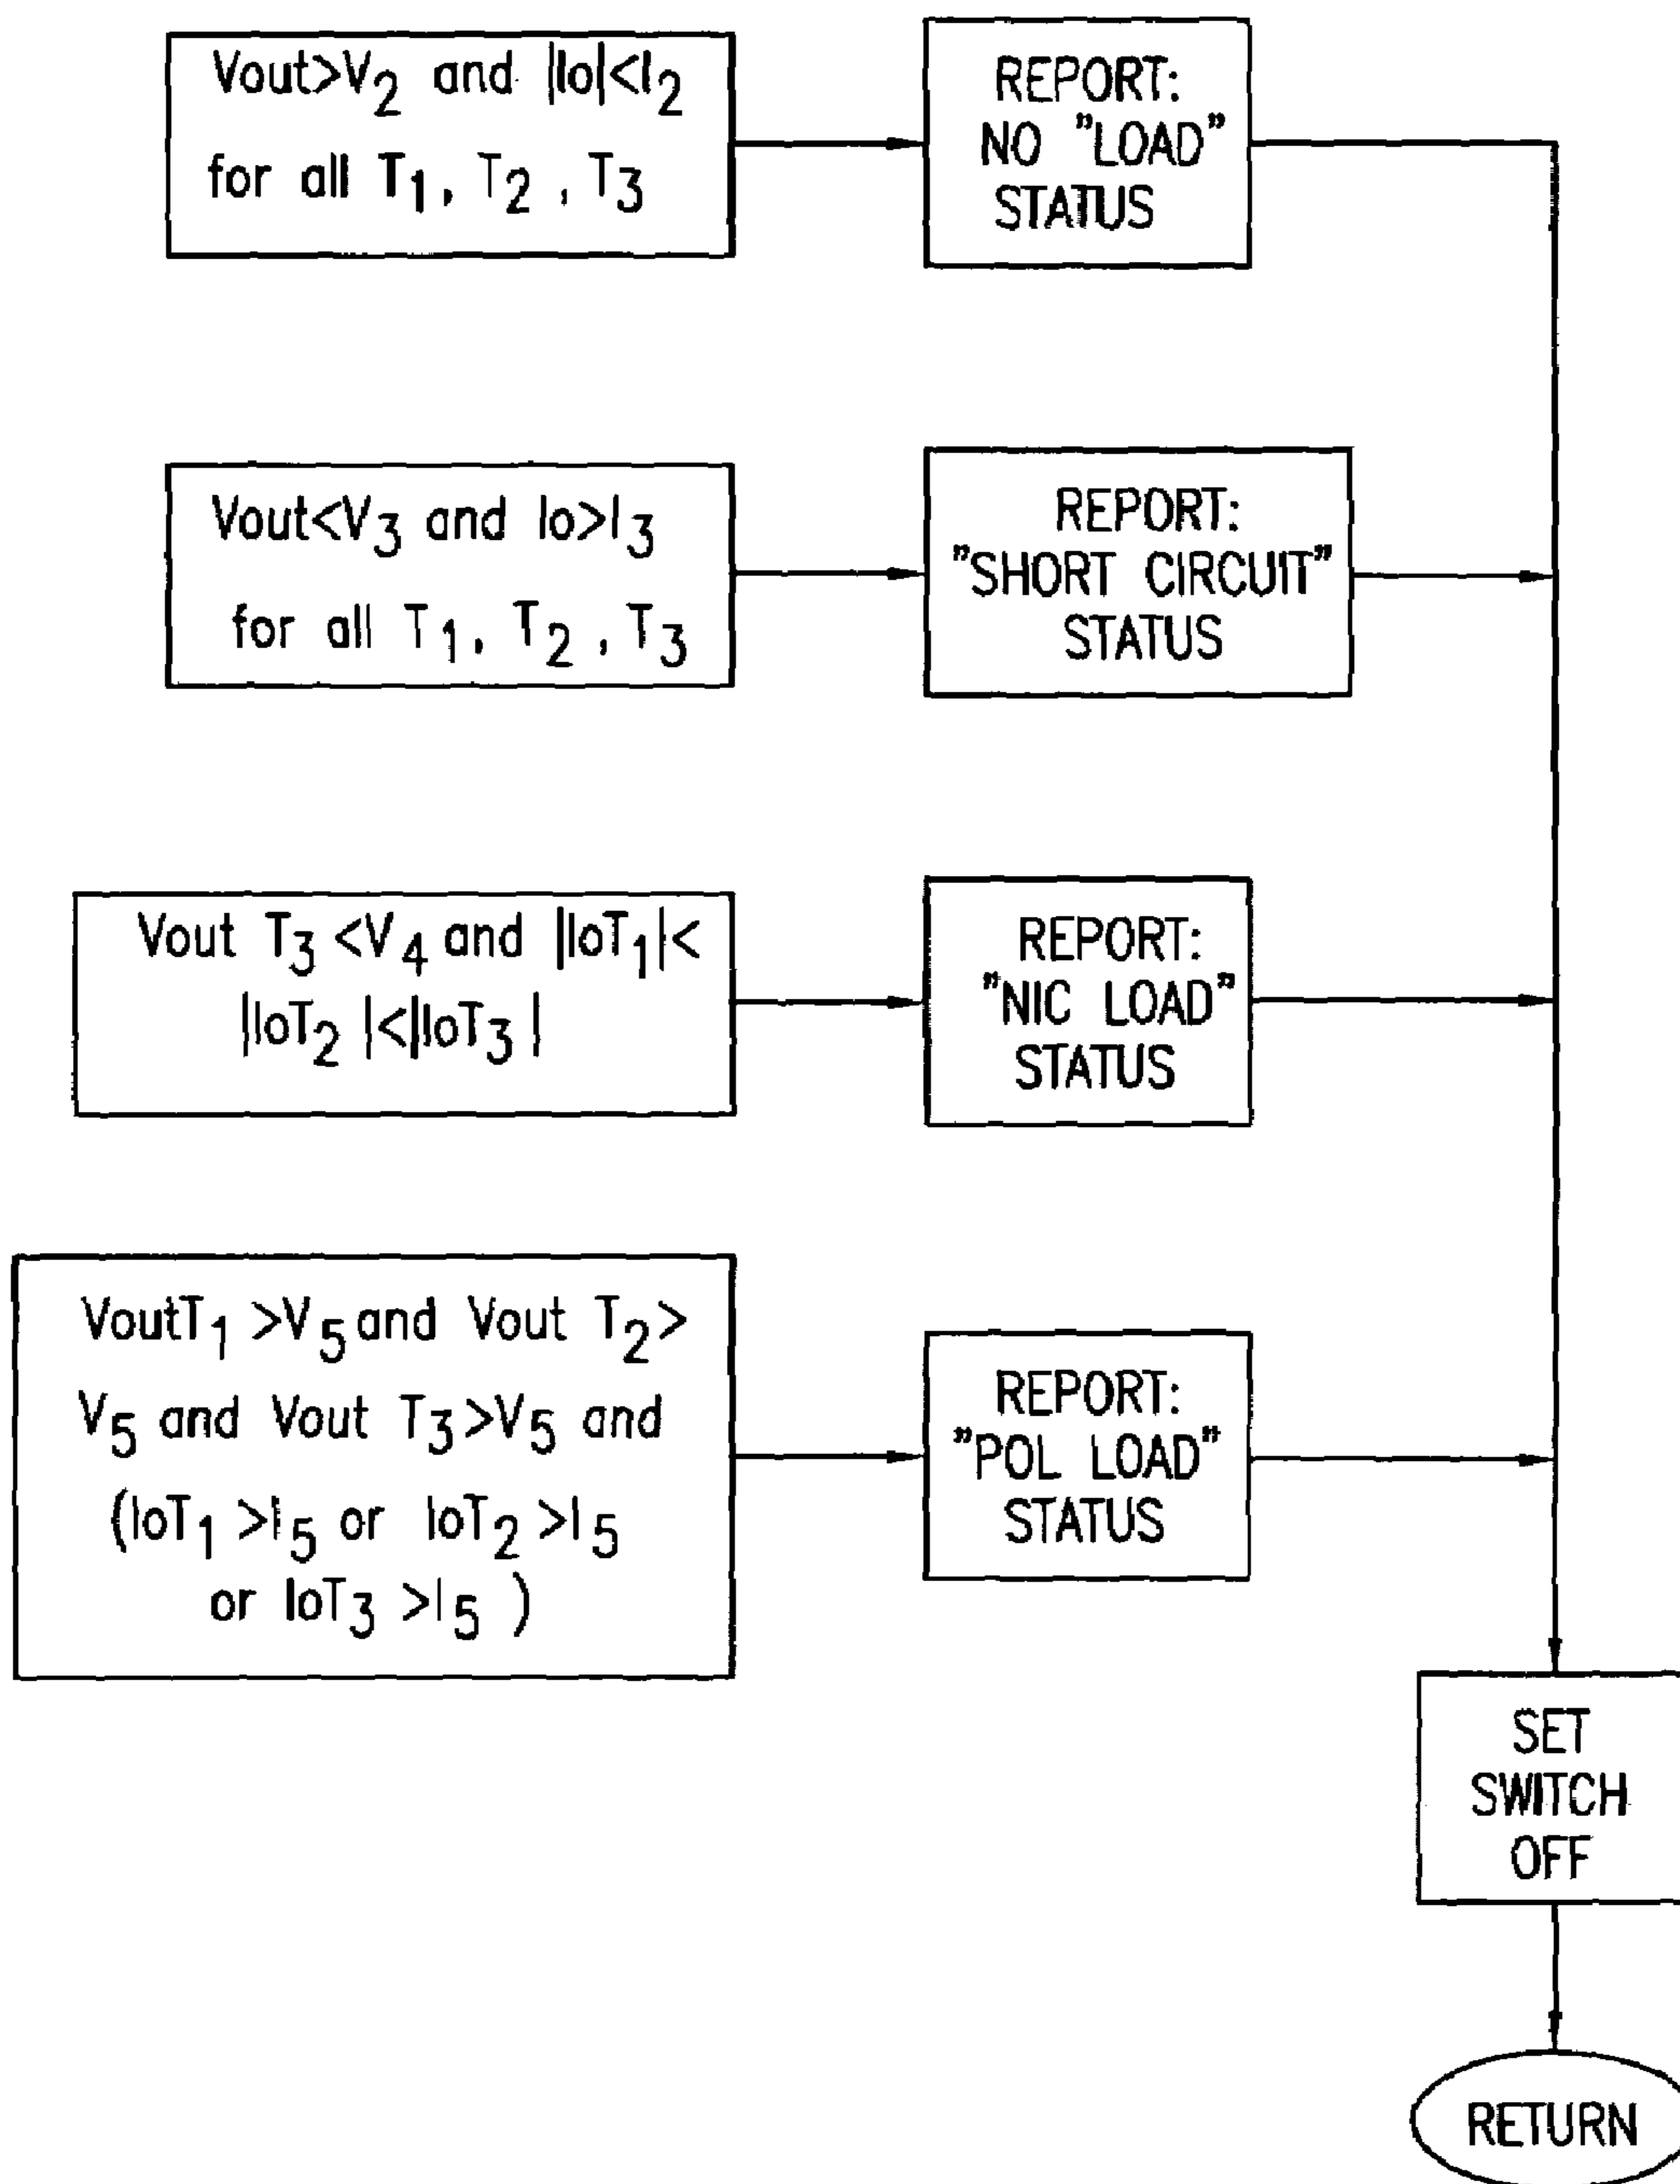 Vout>V2 and |Io|<I2
for all T1, T2, T3
REPORT:
NO "LOAD"
STATUS
Vout<V3 and Io>I3
for all T1, T2, T3
REPORT:
"SHORT CIRCUIT"
STATUS
Vout T3 <V4 and |IoT1|<
|IoT2|<|IoT3|
REPORT:
"NIC LOAD"
STATUS
VoutT1 >V5 and Vout T2>
V5 and Vout T3>V5 and
(IoT1 >I5 or IoT2 >I5
or IoT3 >I5)
REPORT:
"POL LOAD"
STATUS
SET
SWITCH
OFF
RETURN